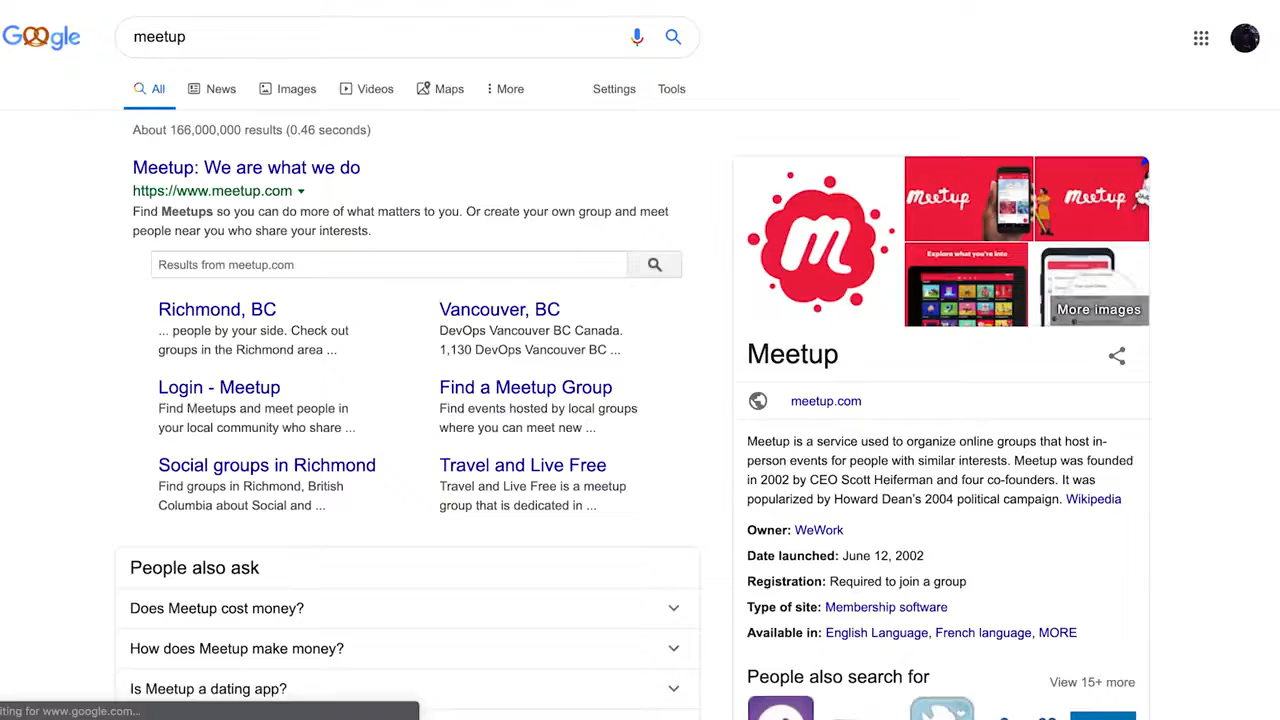 Google
meetup
All
News
Images
Videos
Maps
More
Settings
Tools
About 166,000,000 results (0.46 seconds)
Meetup: We are what we do
https://www.meetup.com
Find Meetups so you can do more of what matters to you. Or create your own group and meet
people near you who share your interests.
Results from meetup.com
Richmond, BC
... people by your side. Check out
groups in the Richmond area ...
Vancouver, BC
DevOps Vancouver BC Canada.
1,130 DevOps Vancouver BC ...
Login - Meetup
Find Meetups and meet people in
your local community who share ...
Find a Meetup Group
Find events hosted by local groups
where you can meet new ...
Social groups in Richmond
Find groups in Richmond, British
Columbia about Social and ...
Travel and Live Free
Travel and Live Free is a meetup
group that is dedicated in ...
People also ask
Does Meetup cost money?
How does Meetup make money?
Is Meetup a dating app?
iting for www.google.com...
m
meetup
meetup
Explore what you're into
More images
Meetup
meetup.com
Meetup is a service used to organize online groups that host in-
person events for people with similar interests. Meetup was founded
in 2002 by CEO Scott Heiferman and four co-founders. It was
popularized by Howard Dean's 2004 political campaign. Wikipedia
Owner: WeWork
Date launched: June 12, 2002
Registration: Required to join a group
Type of site: Membership software
Available in: English Language, French language, MORE
People also search for
View 15+ more